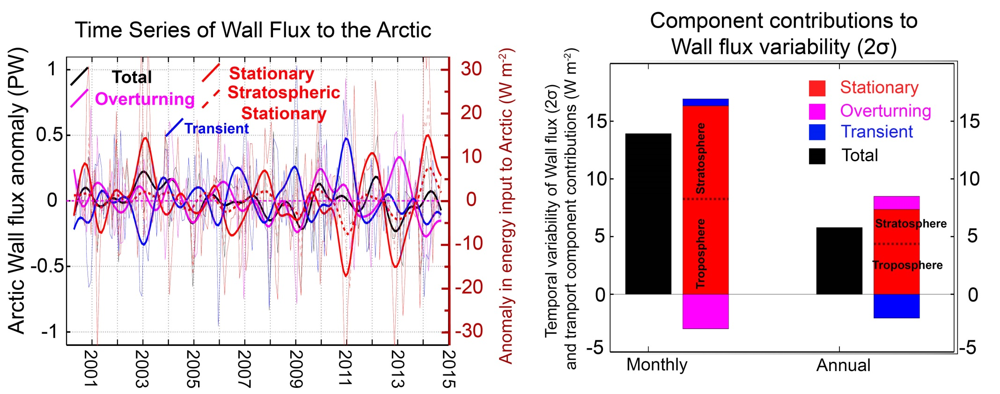 Time Series of Wall Flux to the Arctic
Arctic Wall flux anomaly (PW)
1
0.5
0
-0.5
-1
Total
Overturning
Stationary
Stratospheric
Stationary
Transient
30
20
10
0
-10
-20
-30
Anomaly in energy input to Arctic (W m-2)
2001
2003
2005
2007
2009
2011
2013
2015
Component contributions to
Wall flux variability (2σ)
Temporal variability of Wall flux (2σ)
and tranport component contributions (W m-2)
15
10
5
0
-5
Stationary
Overturning
Transient
Total
Stratosphere
Troposphere
Stratosphere
Troposphere
15
10
5
0
-5
Monthly
Annual